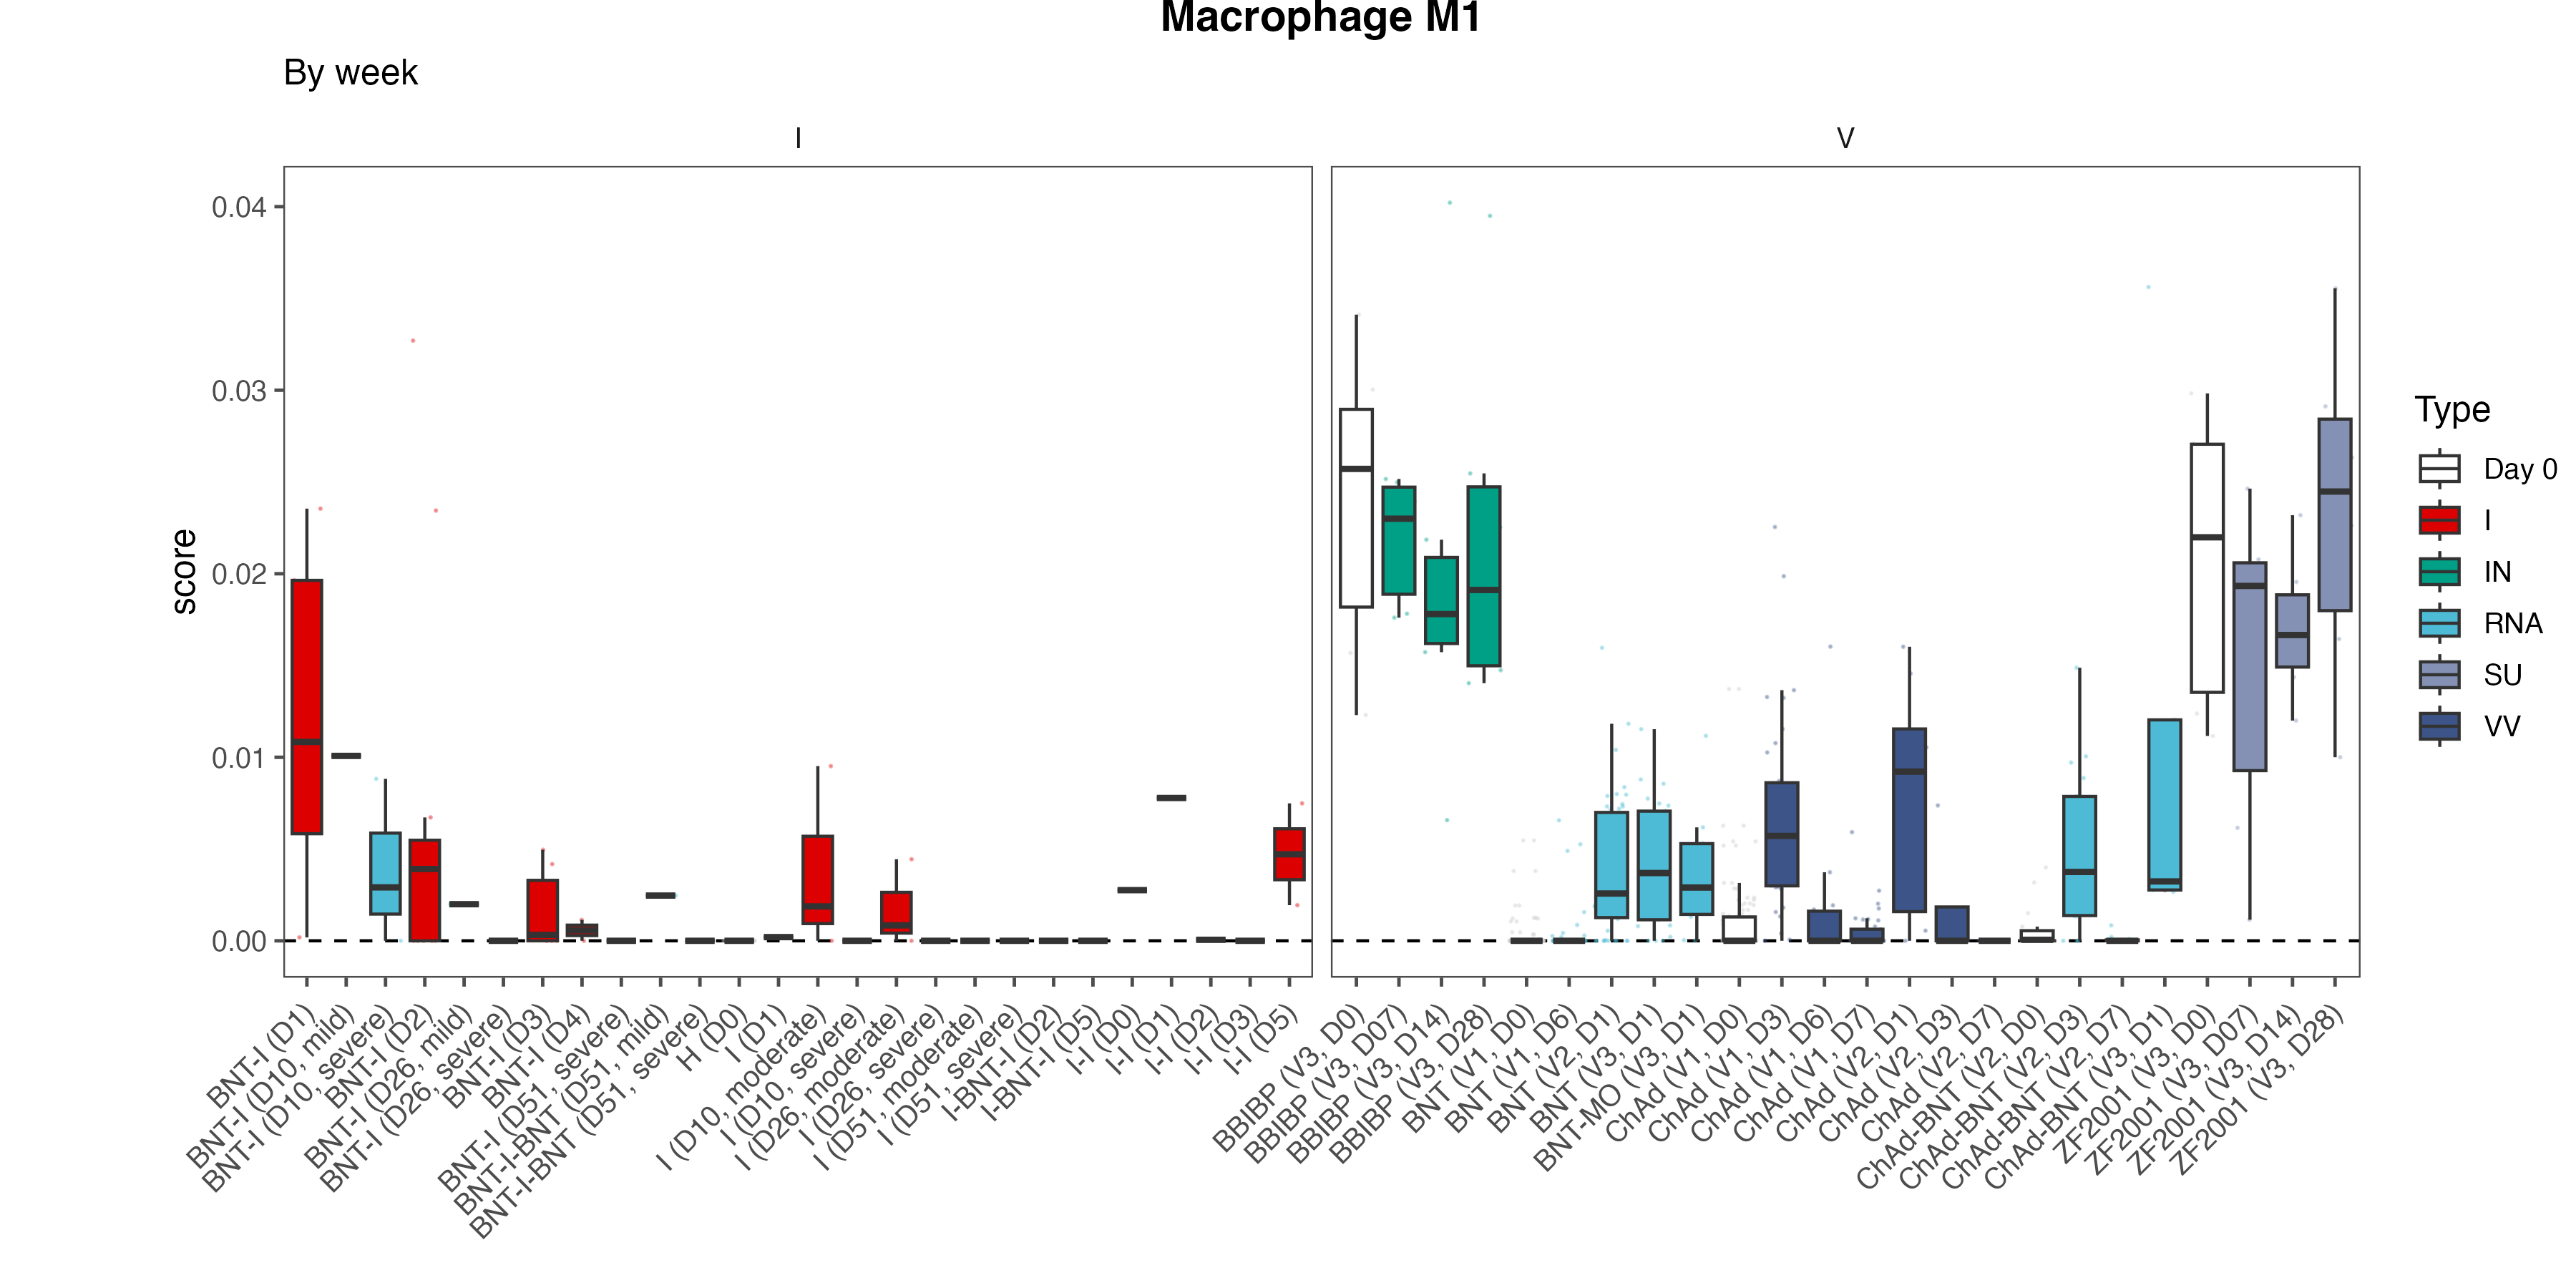 Macrophage M1
By week
I
V
score
0.04
0.03
0.02
0.01
0.00
BNT-I (D1)
BNT-I (D10, mild)
BNT-I (D10, severe)
BNT-I (D2)
BNT-I (D26, mild)
BNT-I (D26, severe)
BNT-I (D3)
BNT-I (D4)
BNT-I (D51, severe)
BNT-I-BNT (D51, mild)
BNT-I-BNT (D51, severe)
H (D0)
I (D1)
I (D10, moderate)
I (D10, severe)
I (D26, moderate)
I (D26, severe)
I (D51, moderate)
I (D51, severe)
I-BNT-I (D2)
I-BNT-I (D5)
I-I (D0)
I-I (D1)
I-I (D2)
I-I (D3)
I-I (D5)
BBIBP (V3, D0)
BBIBP (V3, D07)
BBIBP (V3, D14)
BBIBP (V3, D28)
BNT (V1, D0)
BNT (V1, D6)
BNT (V2, D1)
BNT (V3, D1)
BNT-MO (V3, D1)
ChAd (V1, D0)
ChAd (V1, D3)
ChAd (V1, D6)
ChAd (V1, D7)
ChAd (V2, D1)
ChAd (V2, D3)
ChAd (V2, D7)
ChAd-BNT (V2, D0)
ChAd-BNT (V2, D3)
ChAd-BNT (V2, D7)
ChAd-BNT (V3, D1)
ZF2001 (V3, D0)
ZF2001 (V3, D07)
ZF2001 (V3, D14)
ZF2001 (V3, D28)
Type
Day 0
I
IN
RNA
SU
VV